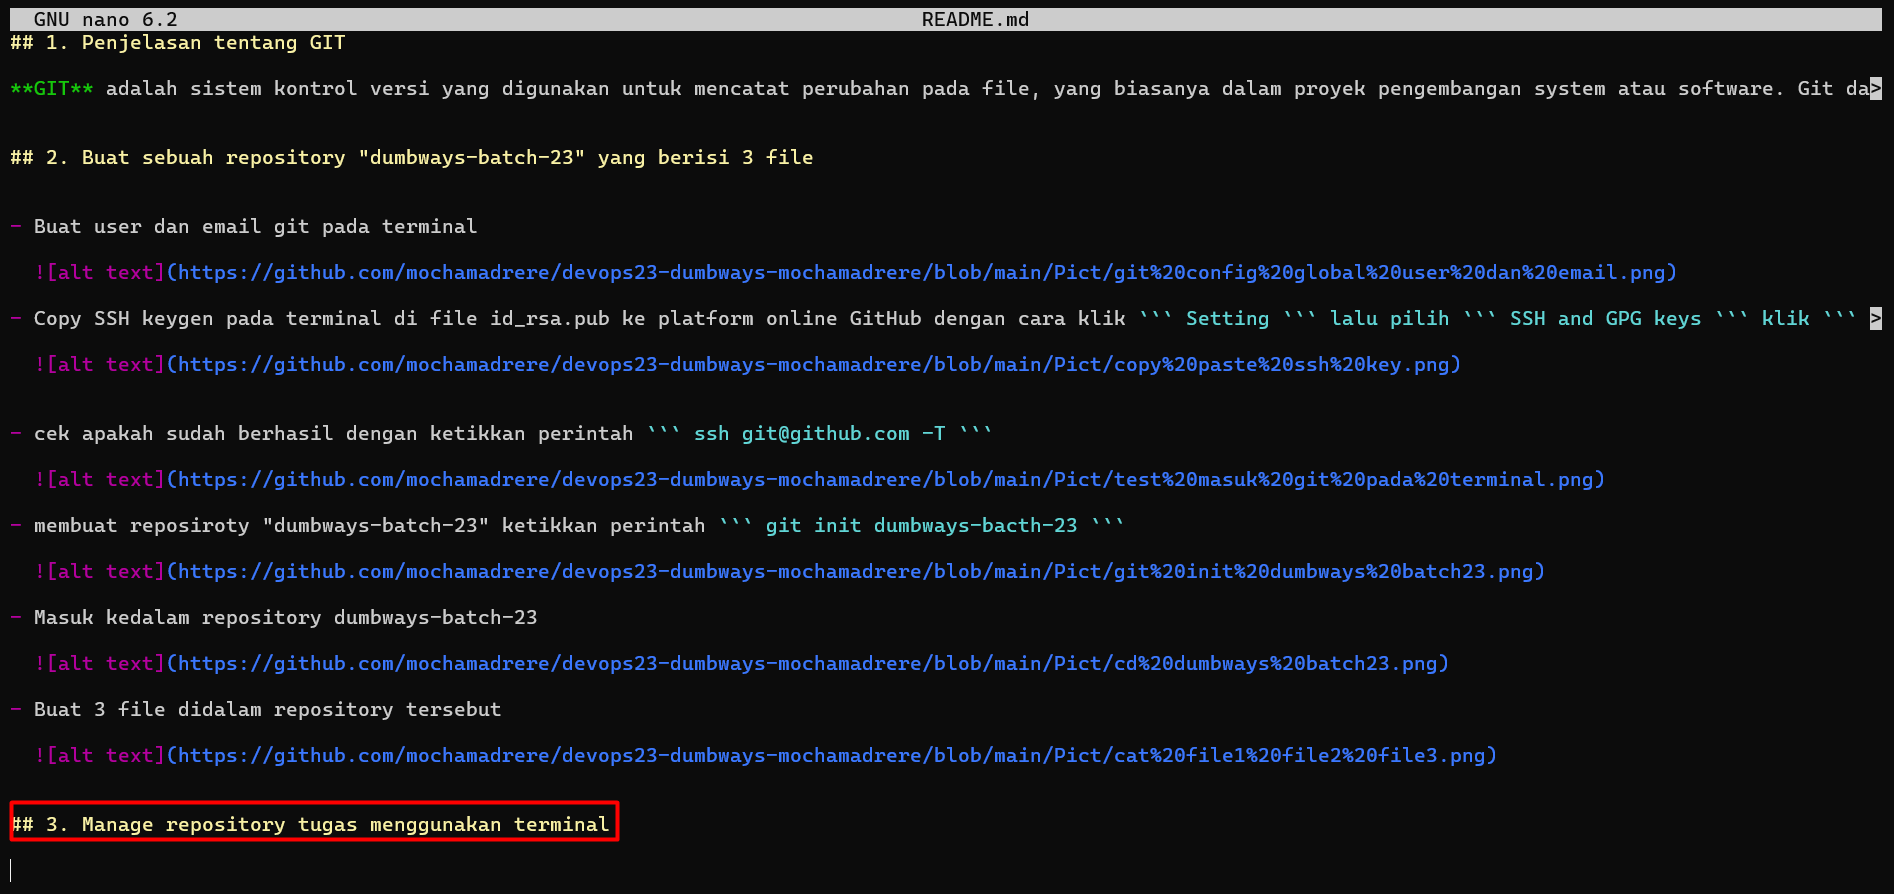 GNU nano 6.2 README.md
## 1. Penjelasan tentang GIT
**GIT** adalah sistem kontrol versi yang digunakan untuk mencatat perubahan pada file, yang biasanya dalam proyek pengembangan system atau software. Git da>
## 2. Buat sebuah repository "dumbways-batch-23" yang berisi 3 file
- Buat user dan email git pada terminal
![alt text](https://github.com/mochamadrere/devops23-dumbways-mochamadrere/blob/main/Pict/git%20config%20global%20user%20dan%20email.png)
- Copy SSH keygen pada terminal di file id_rsa.pub ke platform online GitHub dengan cara klik ``` Setting ``` lalu pilih ``` SSH and GPG keys ``` klik ``` >
![alt text](https://github.com/mochamadrere/devops23-dumbways-mochamadrere/blob/main/Pict/copy%20paste%20ssh%20key.png)
- cek apakah sudah berhasil dengan ketikkan perintah ``` ssh git@github.com -T ```
![alt text](https://github.com/mochamadrere/devops23-dumbways-mochamadrere/blob/main/Pict/test%20masuk%20git%20pada%20terminal.png)
- membuat reposiroty "dumbways-batch-23" ketikkan perintah ``` git init dumbways-bacth-23 ```
![alt text](https://github.com/mochamadrere/devops23-dumbways-mochamadrere/blob/main/Pict/git%20init%20dumbways%20batch23.png)
- Masuk kedalam repository dumbways-batch-23
![alt text](https://github.com/mochamadrere/devops23-dumbways-mochamadrere/blob/main/Pict/cd%20dumbways%20batch23.png)
- Buat 3 file didalam repository tersebut
![alt text](https://github.com/mochamadrere/devops23-dumbways-mochamadrere/blob/main/Pict/cat%20file1%20file2%20file3.png)
## 3. Manage repository tugas menggunakan terminal